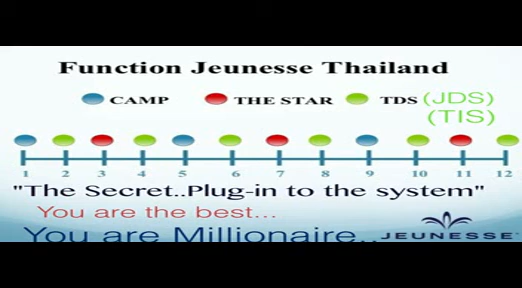 Function Jeunesse Thailand
CAMP THE STAR TDS (JDS)
(TIS)
1 2 3 4 5 6 7 8 9 10 11 12
"The Secret..Plug-in to the system"
You are the best...
You are Millionaire..
JEUNESSE